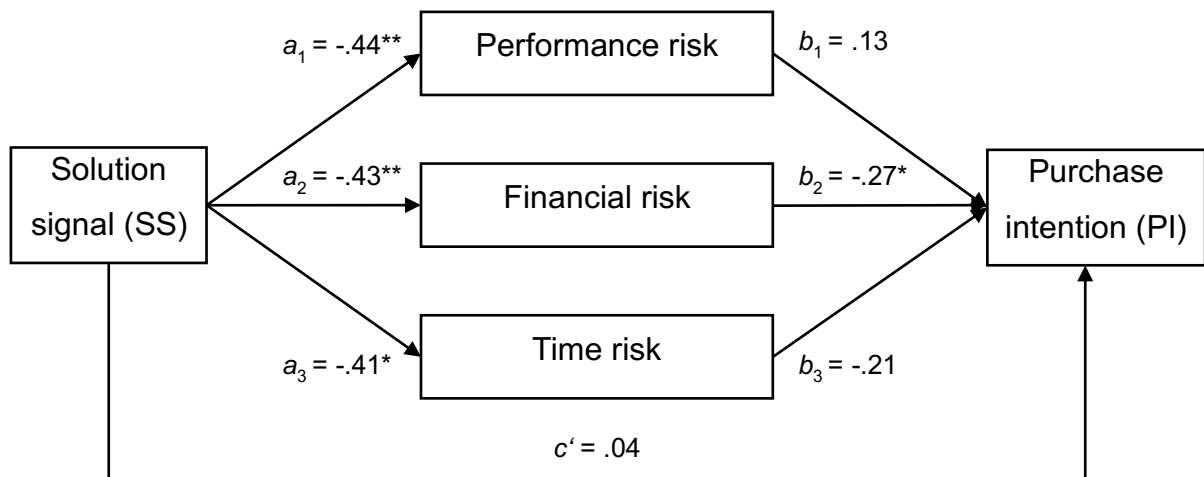 a1 = -.44**
Performance risk
b1 = .13
Solution
signal (SS)
a2 = -.43**
Financial risk
b2 = -.27*
Purchase
intention (PI)
a3 = -.41*
Time risk
b3 = -.21
c‘ = .04